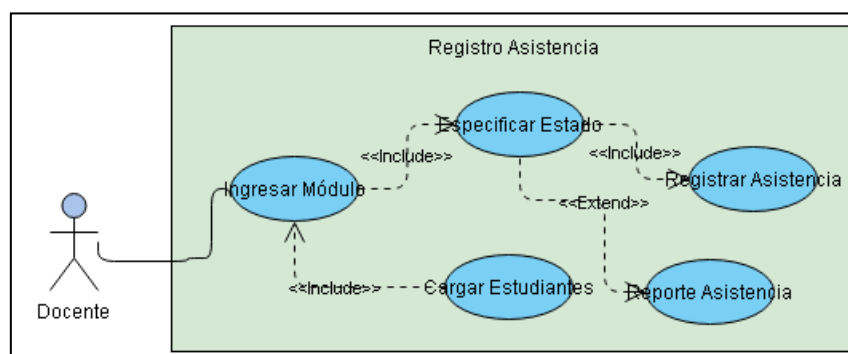 Registro Asistencia
Especificar Estado
<<Include>>
<<Include>>
Ingresar Módulo
Registrar Asistencia
<<Extend>>
<<Include>>
Cargar Estudiantes
Reporte Asistencia
Docente